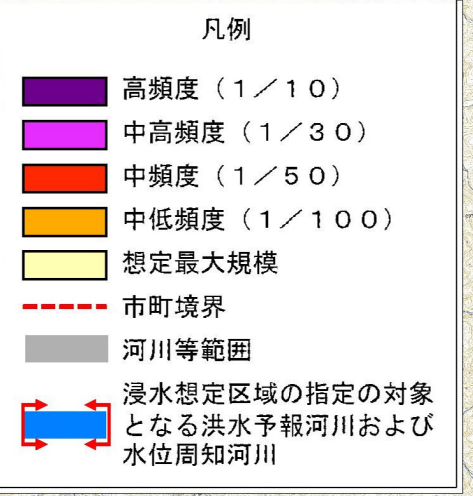 凡例
高頻度（１／１０）
中高頻度（１／３０）
中頻度（１／５０）
中低頻度（１／１００）
想定最大規模
市町境界
河川等範囲
浸水想定区域の指定の対象
となる洪水予報河川および
水位周知河川